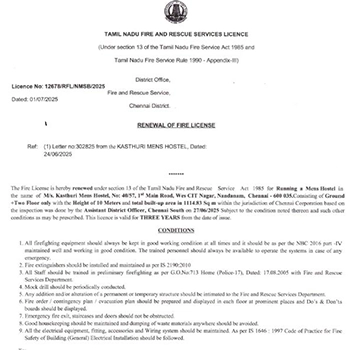 TAMIL NADU FIRE AND RESCUE SERVICES LICENCE
(Under section 13 of the Tamil Nadu Fire Service Act 1985 and
Tamil Nadu Fire Service Rule 1990 - Appendix-III)
District Office,
Licence No: 12678/RFL/NMSB/2025
Fire and Rescue Service,
Dated: 01/07/2025
Chennai District.
RENEWAL OF FIRE LICENSE
Ref: (1) Letter no 302825 from the KASTHURI MENS HOSTEL, Dated:
24/06/2025
*******
The Fire License is hereby renewed under section 13 of the Tamil Nadu Fire and Rescue Service Act 1985 for Running a Mens Hostel in
the name of M/s. Kasthuri Mens Hostel, No: 40/57, 1st Main Road, Wss CIT Nagar, Nandanam, Chennai - 600 035.Consisting of Ground
+Two Floor only with the Height of 10 Meters and total built-up area in 1114.83 Sq m within the jurisdiction of Chennai Corporation based on
the inspection was done by the Assistant District Officer, Chennai South on 27/06/2025 Subject to the condition noted thereon and such other
conditions as may be prescribed. This licence is valid for THREE YEARS from the date of issue.
CONDITIONS
1. All firefighting equipment should always be kept in good working condition at all times and it should be as per the NBC 2016 part -IV
maintained well and working in good condition. The trained personnel should always be available to operate the systems in case of any
emergency.
2. Fire extinguishers should be installed and maintained as per IS 2190:2010
3. All Staff should be trained in preliminary firefighting as per G.O.No:713 Home (Police-17), Dated. 17.08.2005 with Fire and Rescue
Services Department.
4. Mock drill should be periodically conducted.
5. Any addition and/or alteration of a permanent or temporary structure should be estimated to the Fire and Rescue Services Department.
6. Fire order / contingency plan / evacuation plan should be prepared and displayed in each floor at prominent places and Do's & Don'ts
boards should be displayed.
7. Emergency fire exit, staircases and doors should not be obstructed.
8. Good housekeeping should be maintained and dumping of waste materials anywhere should be avoided.
9. All the electrical equipment, fitting, accessories and Wiring system should be maintained. As per IS 1646 : 1997 Code of Practice for Fire
Safety of Building (General) Electrical Installation should be followed.